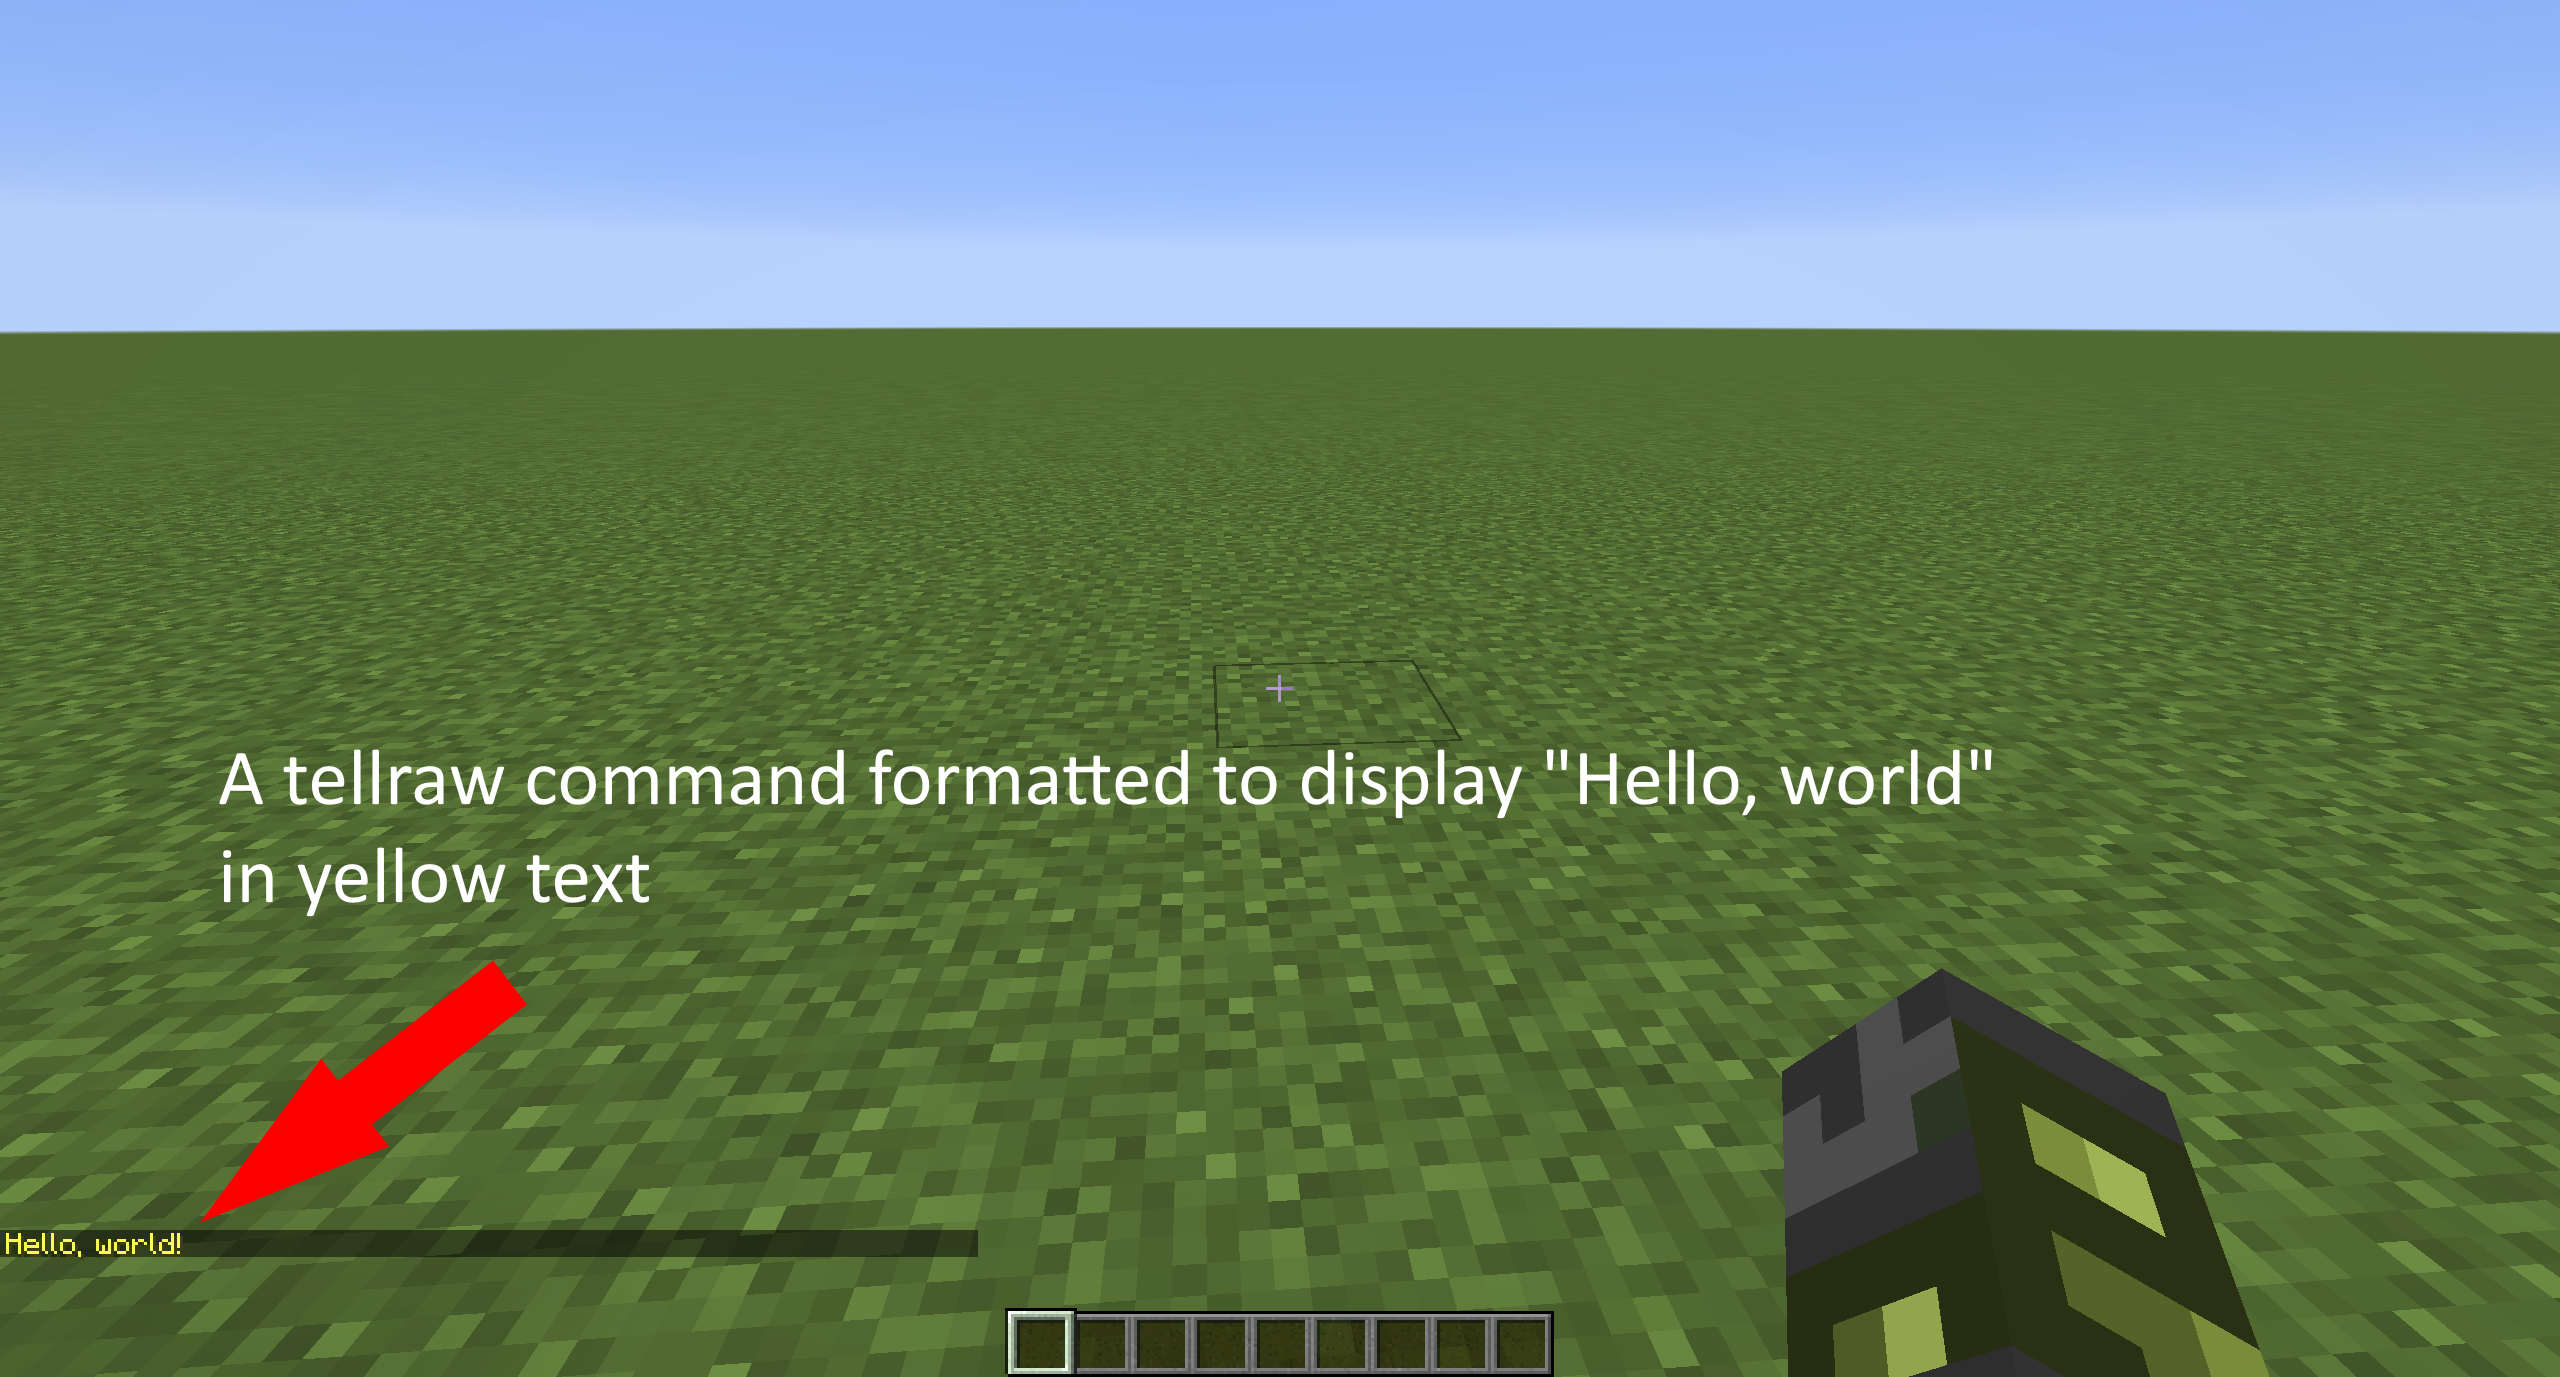 A tellraw command formatted to display "Hello, world"
in yellow text
Hello, world!